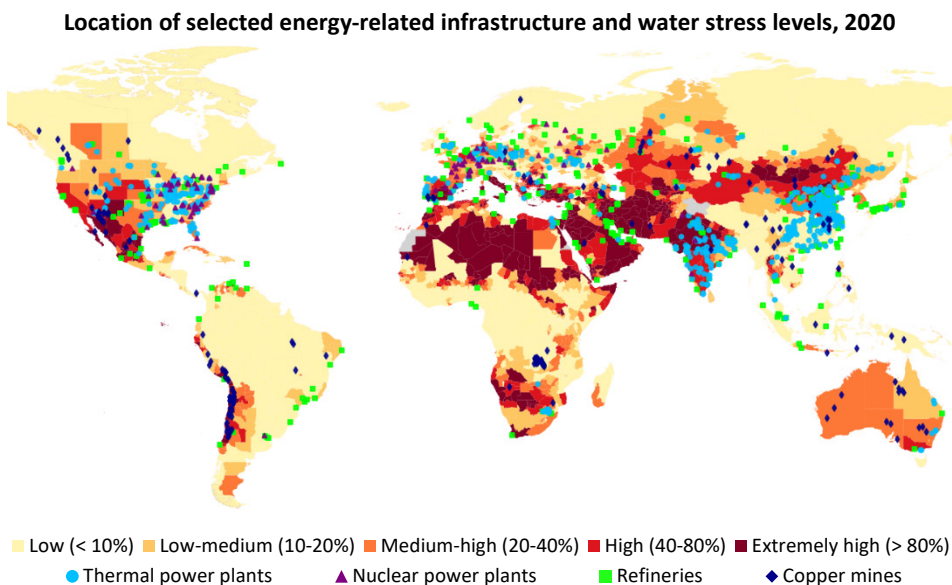 Location of selected energy-related infrastructure and water stress levels, 2020
Low (< 10%) Low-medium (10-20%) Medium-high (20-40%) High (40-80%) Extremely high (> 80%)
Thermal power plants Nuclear power plants Refineries Copper mines